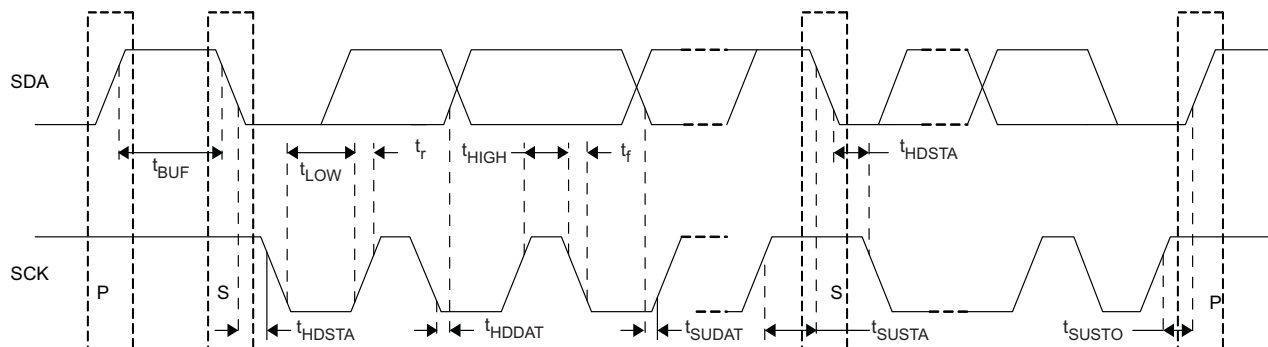 SDA
tBUF
tLOW
tr
tHIGH
tf
tHDSTA
SCK
P
S
S
P
tHDSTA
tHDDAT
tSUDAT
tSUSTA
tSUSTO